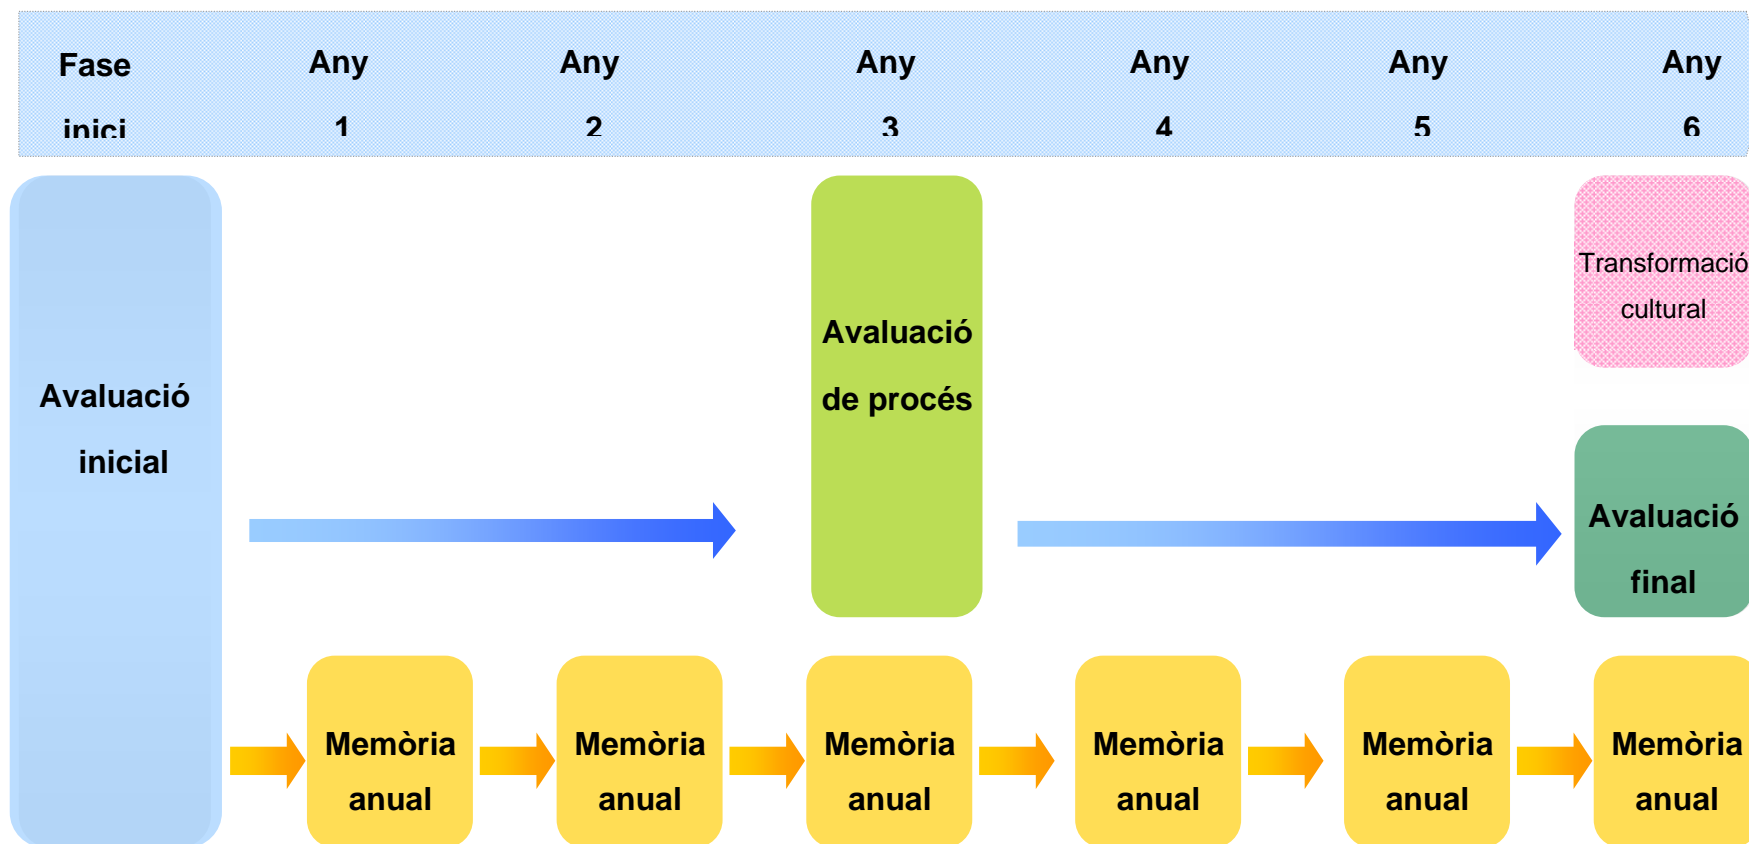 Fase
inici
Any
1
Any
2
Any
3
Any
4
Any
5
Any
6
Avaluació
inicial
Avaluació
de procés
Transformació
cultural
Avaluació
final
Memòria
anual
Memòria
anual
Memòria
anual
Memòria
anual
Memòria
anual
Memòria
anual